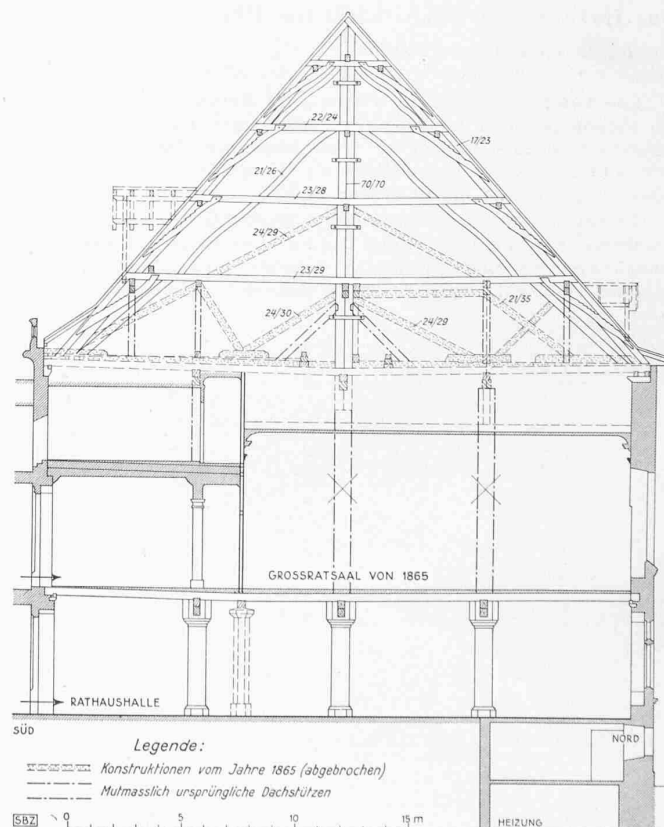 22/24
17/23
21/26
70/70
23/28
24/29
23/29
21/35
24/30
24/29
GROSSRATSAAL VON 1865
RATHAUSHALLE
SÜD
NORD
Legende:
Konstruktionen vom Jahre 1865 (abgebrochen)
Mutmasslich ursprüngliche Dachstützen
SBZ 0 5 10 15 m
HEIZUNG